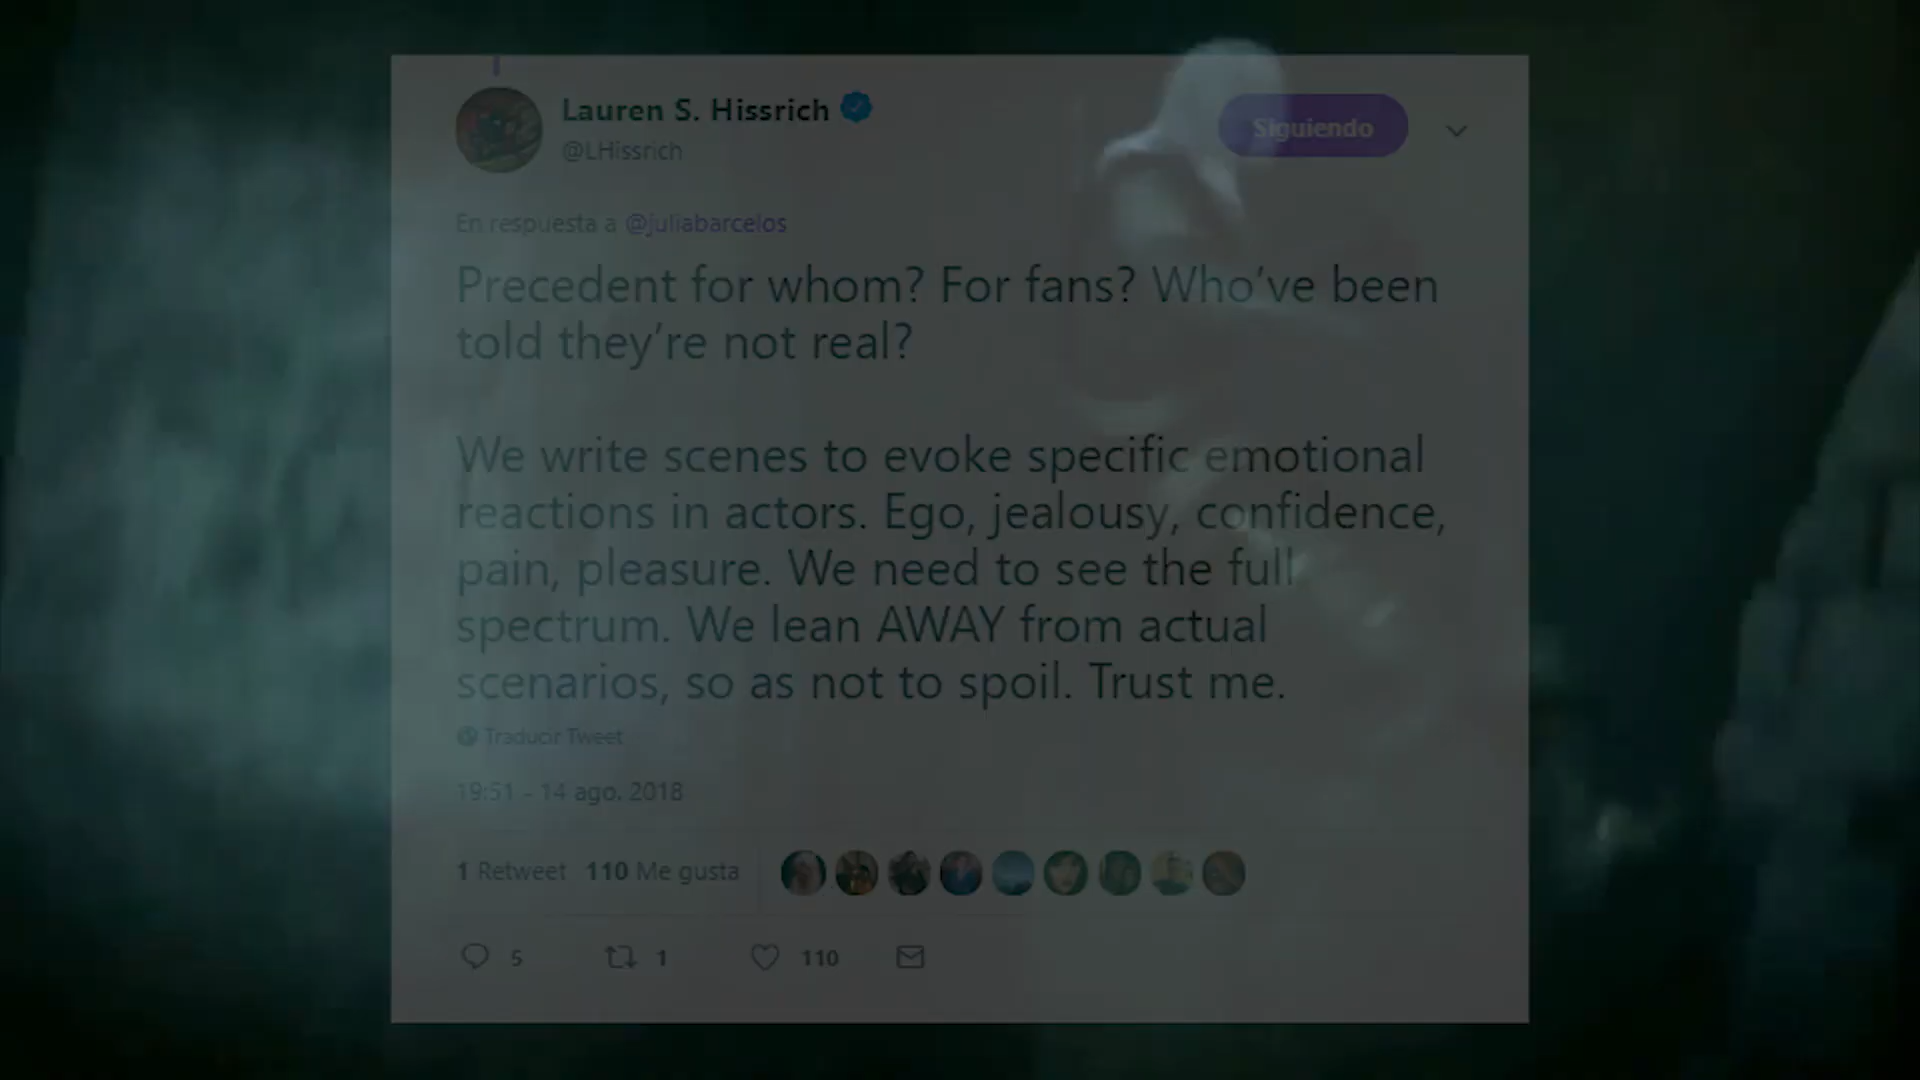 Lauren S. Hissrich
@LHissrich
Siguiendo
En respuesta a @juliabarcelos
Precedent for whom? For fans? Who've been
told they're not real?
We write scenes to evoke specific emotional
reactions in actors. Ego, jealousy, confidence,
pain, pleasure. We need to see the full
spectrum. We lean AWAY from actual
scenarios, so as not to spoil. Trust me.
Traducir Tweet
19:51 - 14 ago. 2018
1 Retweet 110 Me gusta
5 1 110